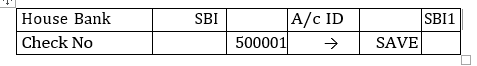 House Bank SBI A/c ID SBI1
Check No 500001 → SAVE